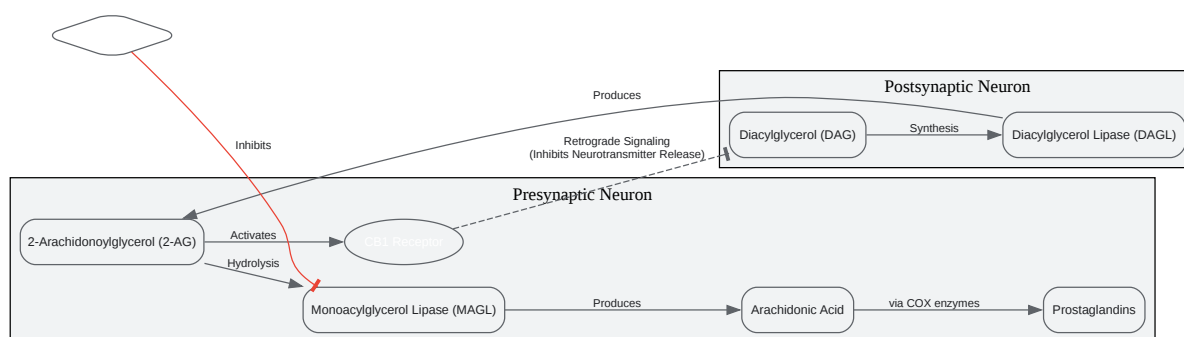 Postsynaptic Neuron
Produces
Diacylglycerol (DAG)
Synthesis
Diacylglycerol Lipase (DAGL)
Retrograde Signaling
(Inhibits Neurotransmitter Release)
Inhibits
Presynaptic Neuron
2-Arachidonoylglycerol (2-AG)
Activates
CB1 Receptor
Hydrolysis
Monoacylglycerol Lipase (MAGL)
Produces
Arachidonic Acid
via COX enzymes
Prostaglandins